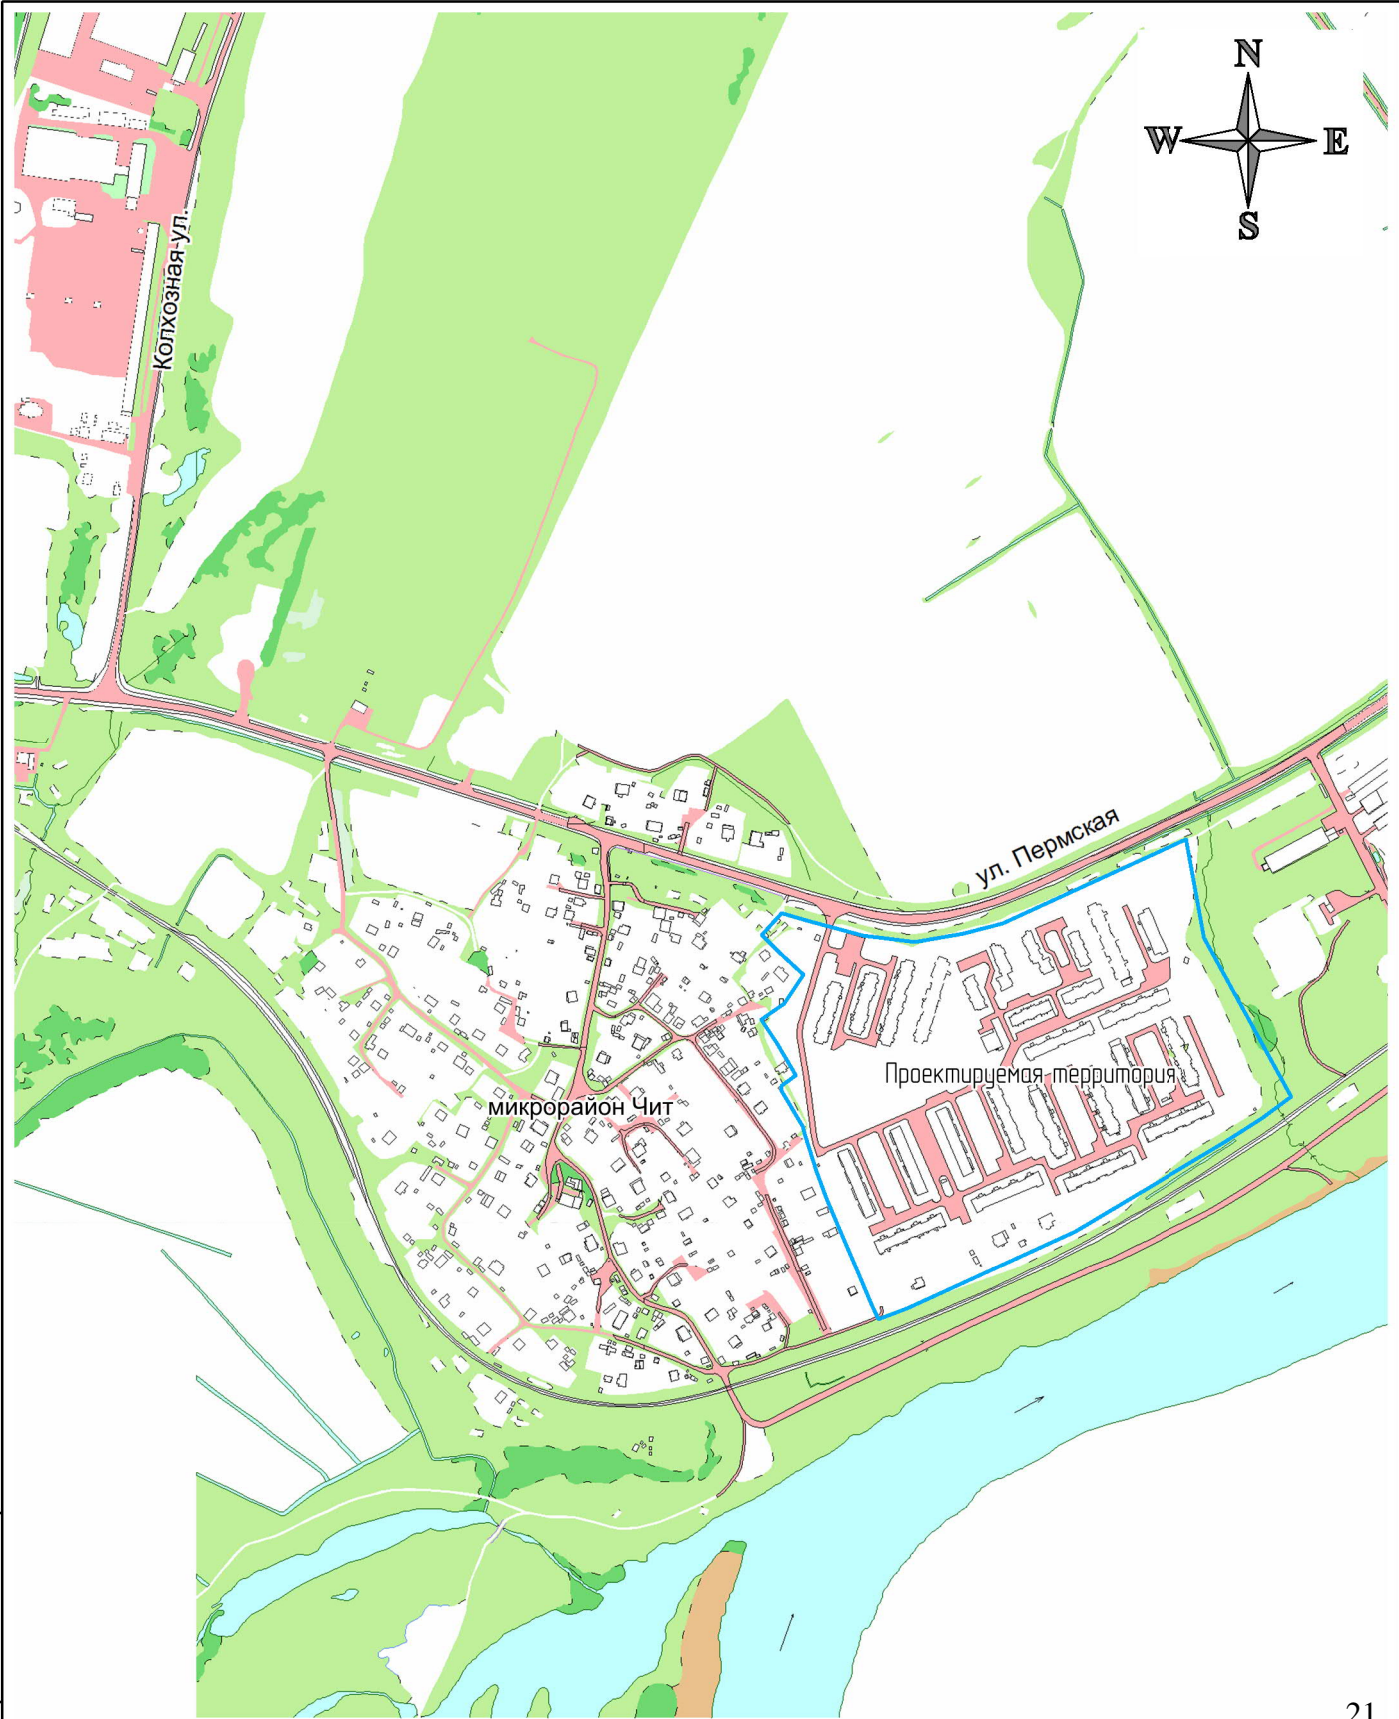 N
W E
S
Колхозная ул.
ул. Пермская
Проектируемая территория
микрорайон Чит
21